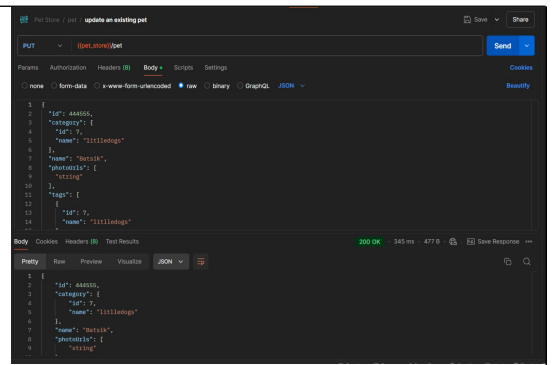 Pet Store / pet / update an existing pet
Save
Share
PUT
{{pet_store}}/pet
Send
Params Authorization Headers (8) Body Scripts Settings
Cookies
none form-data x-www-form-urlencoded raw binary GraphQL JSON
Beautify
1 {
2 "id": 444555,
3 "category": {
4 "id": 7,
5 "name": "litlledogs"
6 },
7 "name": "Batsik",
8 "photoUrls": [
9 "string"
10 ],
11 "tags": [
12 {
13 "id": 7,
14 "name": "litlledogs"
Body Cookies Headers (8) Test Results
200 OK 345 ms 477 B Save Response
Pretty Raw Preview Visualize JSON
1 {
2 "id": 444555,
3 "category": {
4 "id": 7,
5 "name": "litlledogs"
6 },
7 "name": "Batsik",
8 "photoUrls": [
9 "string"